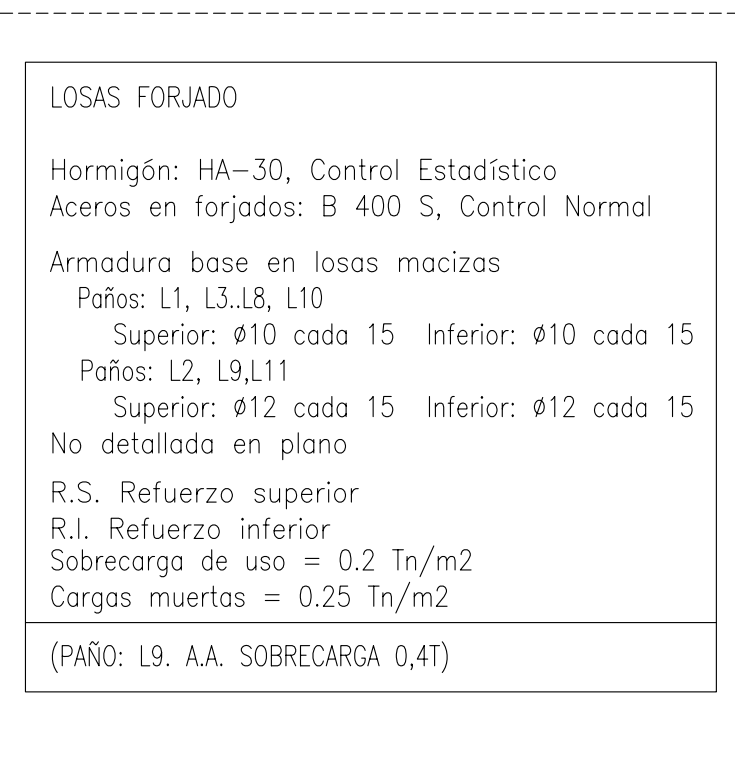 LOSAS FORJADO
Hormigón: HA-30, Control Estadístico
Aceros en forjados: B 400 S, Control Normal
Armadura base en losas macizas
Paños: L1, L3..L8, L10
Superior: ø10 cada 15 Inferior: ø10 cada 15
Paños: L2, L9,L11
Superior: ø12 cada 15 Inferior: ø12 cada 15
No detallada en plano
R.S. Refuerzo superior
R.I. Refuerzo inferior
Sobrecarga de uso = 0.2 Tn/m2
Cargas muertas = 0.25 Tn/m2
(PAÑO: L9. A.A. SOBRECARGA 0,4T)